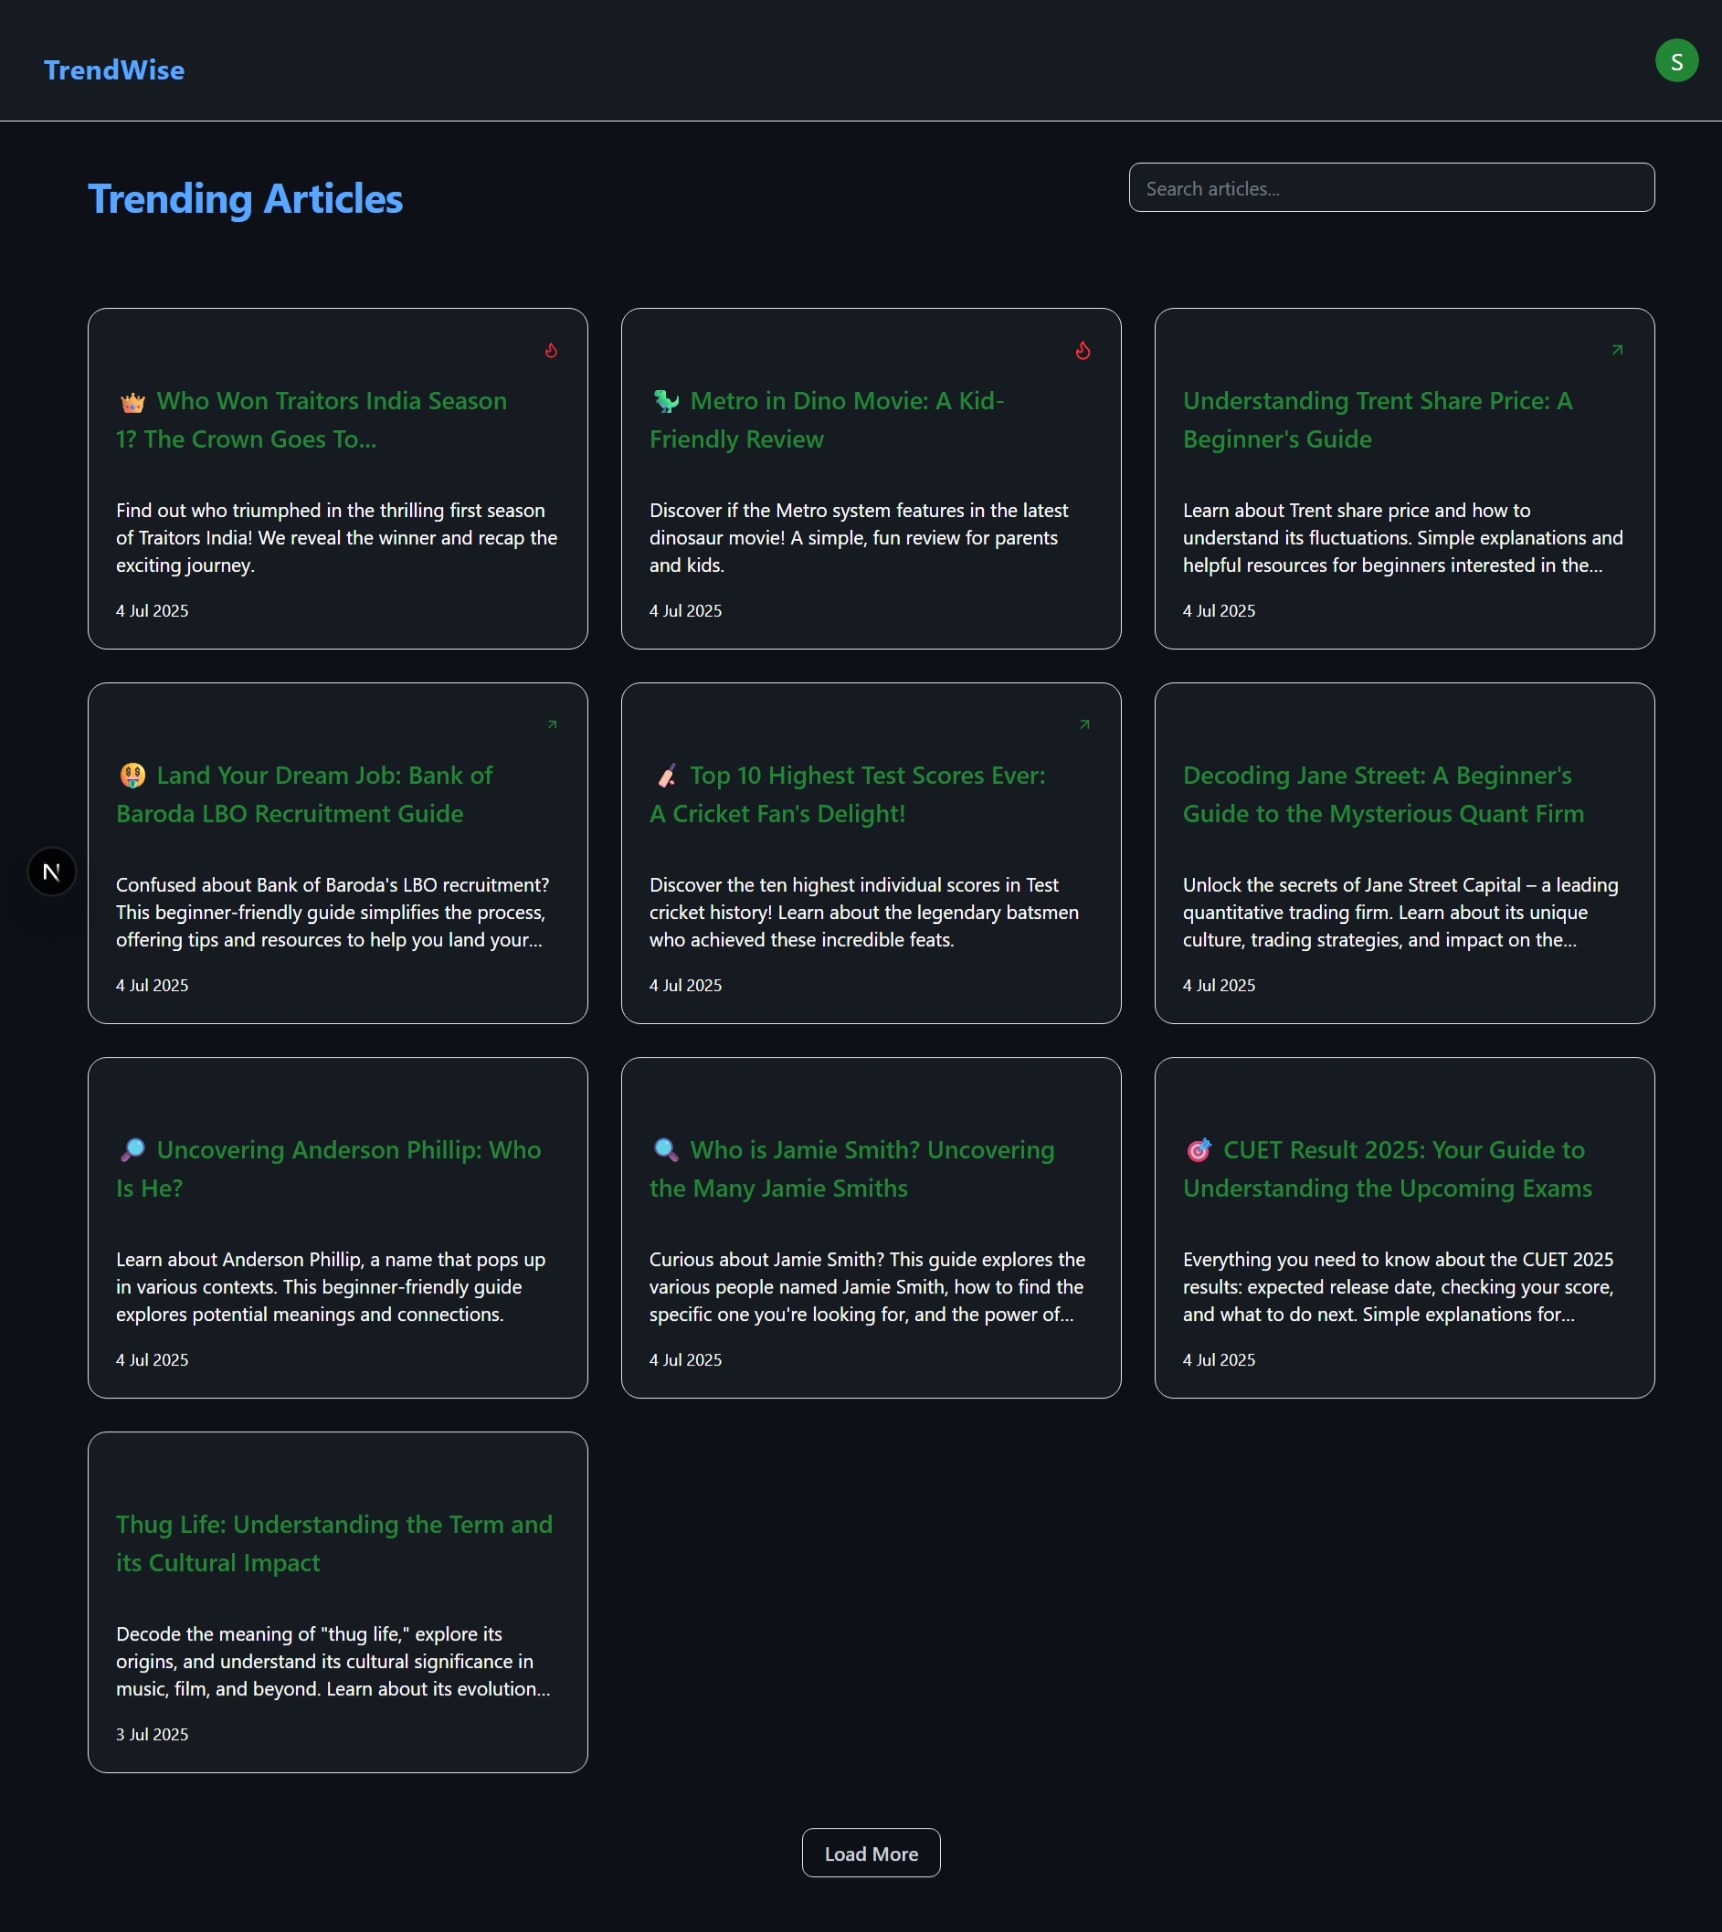 TrendWise
S
Trending Articles
Search articles...
👑 Who Won Traitors India Season
1? The Crown Goes To...
Find out who triumphed in the thrilling first season
of Traitors India! We reveal the winner and recap the
exciting journey.
4 Jul 2025
🦖 Metro in Dino Movie: A Kid-
Friendly Review
Discover if the Metro system features in the latest
dinosaur movie! A simple, fun review for parents
and kids.
4 Jul 2025
Understanding Trent Share Price: A
Beginner's Guide
Learn about Trent share price and how to
understand its fluctuations. Simple explanations and
helpful resources for beginners interested in the...
4 Jul 2025
🤑 Land Your Dream Job: Bank of
Baroda LBO Recruitment Guide
Confused about Bank of Baroda's LBO recruitment?
This beginner-friendly guide simplifies the process,
offering tips and resources to help you land your...
4 Jul 2025
🏏 Top 10 Highest Test Scores Ever:
A Cricket Fan's Delight!
Discover the ten highest individual scores in Test
cricket history! Learn about the legendary batsmen
who achieved these incredible feats.
4 Jul 2025
Decoding Jane Street: A Beginner's
Guide to the Mysterious Quant Firm
Unlock the secrets of Jane Street Capital – a leading
quantitative trading firm. Learn about its unique
culture, trading strategies, and impact on the...
4 Jul 2025
N
🔎 Uncovering Anderson Phillip: Who
Is He?
Learn about Anderson Phillip, a name that pops up
in various contexts. This beginner-friendly guide
explores potential meanings and connections.
4 Jul 2025
🔍 Who is Jamie Smith? Uncovering
the Many Jamie Smiths
Curious about Jamie Smith? This guide explores the
various people named Jamie Smith, how to find the
specific one you're looking for, and the power of...
4 Jul 2025
🎯 CUET Result 2025: Your Guide to
Understanding the Upcoming Exams
Everything you need to know about the CUET 2025
results: expected release date, checking your score,
and what to do next. Simple explanations for...
4 Jul 2025
Thug Life: Understanding the Term and
its Cultural Impact
Decode the meaning of "thug life," explore its
origins, and understand its cultural significance in
music, film, and beyond. Learn about its evolution...
3 Jul 2025
Load More